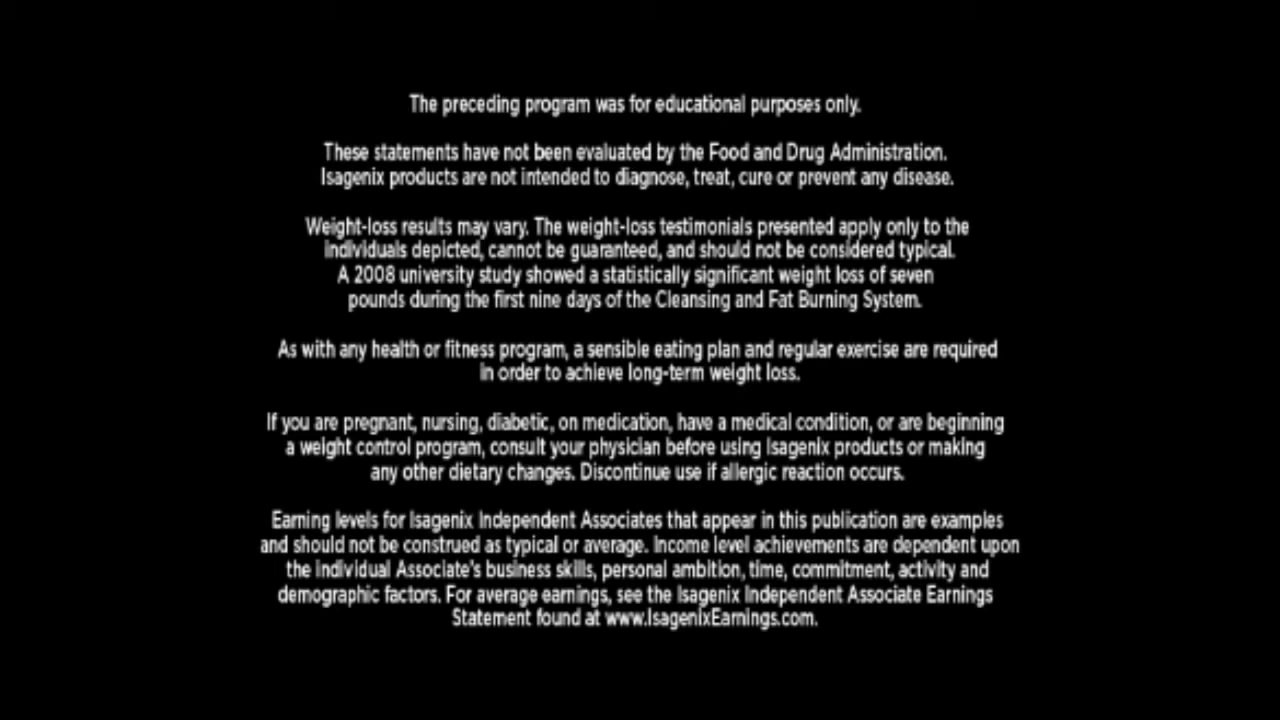 The preceding program was for educational purposes only.
These statements have not been evaluated by the Food and Drug Administration.
Isagenix products are not intended to diagnose, treat, cure or prevent any disease.
Weight-loss results may vary. The weight-loss testimonials presented apply only to the
individuals depicted, cannot be guaranteed, and should not be considered typical.
A 2008 university study showed a statistically significant weight loss of seven
pounds during the first nine days of the Cleansing and Fat Burning System.
As with any health or fitness program, a sensible eating plan and regular exercise are required
in order to achieve long-term weight loss.
If you are pregnant, nursing, diabetic, on medication, have a medical condition, or are beginning
a weight control program, consult your physician before using Isagenix products or making
any other dietary changes. Discontinue use if allergic reaction occurs.
Earning levels for Isagenix Independent Associates that appear in this publication are examples
and should not be construed as typical or average. Income level achievements are dependent upon
the individual Associate's business skills, personal ambition, time, commitment, activity and
demographic factors. For average earnings, see the Isagenix Independent Associate Earnings
Statement found at www.IsagenixEarnings.com.